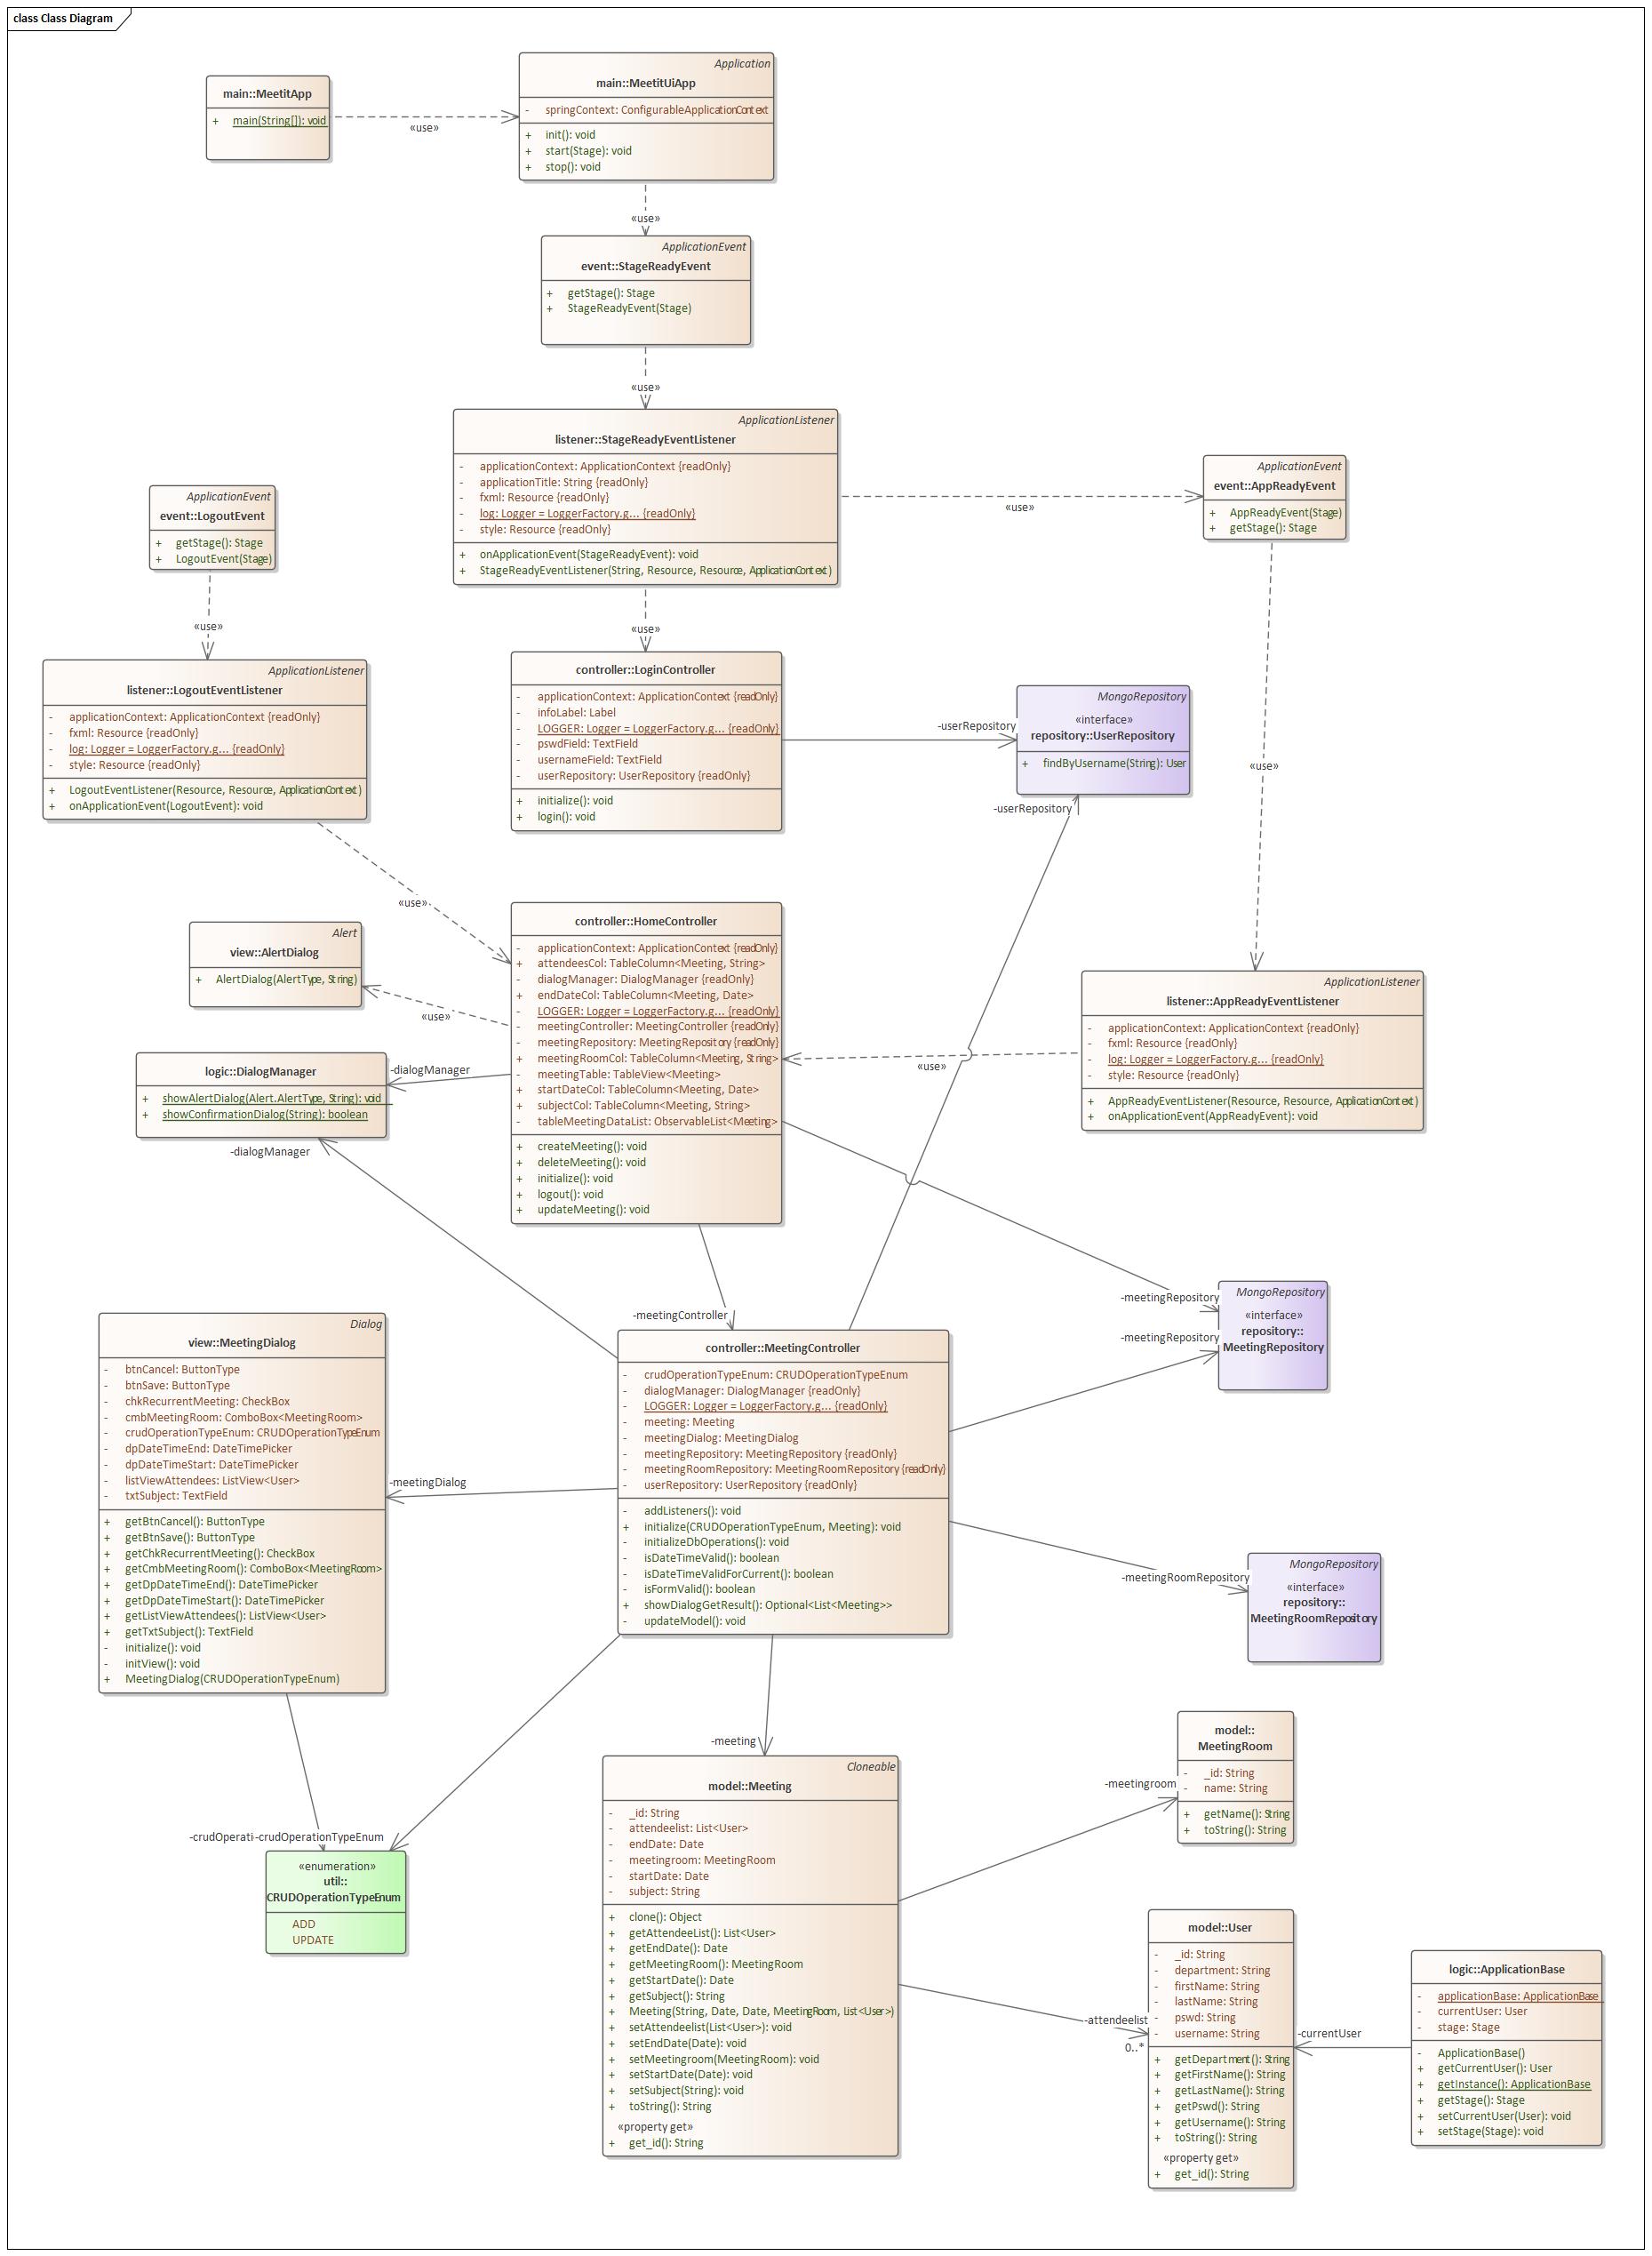 class Class Diagram
main::MeetitApp
+ main(String[]): void
«use»
Application
main::MeetitUiApp
- springContext: ConfigurableApplicationContext
+ init(): void
+ start(Stage): void
+ stop(): void
«use»
ApplicationEvent
event::StageReadyEvent
+ getStage(): Stage
+ StageReadyEvent(Stage)
«use»
ApplicationListener
listener::StageReadyEventListener
- applicationContext: ApplicationContext {readOnly}
- applicationTitle: String {readOnly}
- fxml: Resource {readOnly}
- log: Logger = LoggerFactory.g... {readOnly}
- style: Resource {readOnly}
+ onApplicationEvent(StageReadyEvent): void
+ StageReadyEventListener(String, Resource, Resource, ApplicationContext)
«use»
ApplicationEvent
event::AppReadyEvent
+ AppReadyEvent(Stage)
+ getStage(): Stage
ApplicationEvent
event::LogoutEvent
+ getStage(): Stage
+ LogoutEvent(Stage)
«use»
«use»
ApplicationListener
listener::LogoutEventListener
- applicationContext: ApplicationContext {readOnly}
- fxml: Resource {readOnly}
- log: Logger = LoggerFactory.g... {readOnly}
- style: Resource {readOnly}
+ LogoutEventListener(Resource, Resource, ApplicationContext)
+ onApplicationEvent(LogoutEvent): void
controller::LoginController
- applicationContext: ApplicationContext {readOnly}
- infoLabel: Label
- LOGGER: Logger = LoggerFactory.g... {readOnly}
- pswdField: TextField
- usernameField: TextField
- userRepository: UserRepository {readOnly}
+ initialize(): void
+ login(): void
-userRepository
MongoRepository
«interface»
repository::UserRepository
+ findByUsername(String): User
-userRepository
«use»
«use»
Alert
view::AlertDialog
+ AlertDialog(AlertType, String)
«use»
controller::HomeController
- applicationContext: ApplicationContext {readOnly}
+ attendeesCol: TableColumn<Meeting, String>
- dialogManager: DialogManager {readOnly}
+ endDateCol: TableColumn<Meeting, Date>
- LOGGER: Logger = LoggerFactory.g... {readOnly}
- meetingController: MeetingController {readOnly}
- meetingRepository: MeetingRepository {readOnly}
+ meetingRoomCol: TableColumn<Meeting, String>
- meetingTable: TableView<Meeting>
+ startDateCol: TableColumn<Meeting, Date>
+ subjectCol: TableColumn<Meeting, String>
- tableMeetingDataList: ObservableList<Meeting>
+ createMeeting(): void
+ deleteMeeting(): void
+ initialize(): void
+ logout(): void
+ updateMeeting(): void
«use»
ApplicationListener
listener::AppReadyEventListener
- applicationContext: ApplicationContext {readOnly}
- fxml: Resource {readOnly}
- log: Logger = LoggerFactory.g... {readOnly}
- style: Resource {readOnly}
+ AppReadyEventListener(Resource, Resource, ApplicationContext)
+ onApplicationEvent(AppReadyEvent): void
logic::DialogManager
+ showAlertDialog(Alert.AlertType, String): void
+ showConfirmationDialog(String): boolean
-dialogManager
-dialogManager
-meetingController
-meetingRepository
-meetingRepository
MongoRepository
«interface»
repository::
MeetingRepository
Dialog
view::MeetingDialog
- btnCancel: ButtonType
- btnSave: ButtonType
- chkRecurrentMeeting: CheckBox
- cmbMeetingRoom: ComboBox<MeetingRoom>
- crudOperationTypeEnum: CRUDOperationTypeEnum
- dpDateTimeEnd: DateTimePicker
- dpDateTimeStart: DateTimePicker
- listViewAttendees: ListView<User>
- txtSubject: TextField
+ getBtnCancel(): ButtonType
+ getBtnSave(): ButtonType
+ getChkRecurrentMeeting(): CheckBox
+ getCmbMeetingRoom(): ComboBox<MeetingRoom>
+ getDpDateTimeEnd(): DateTimePicker
+ getDpDateTimeStart(): DateTimePicker
+ getListViewAttendees(): ListView<User>
+ getTxtSubject(): TextField
- initialize(): void
- initView(): void
+ MeetingDialog(CRUDOperationTypeEnum)
-meetingDialog
controller::MeetingController
- crudOperationTypeEnum: CRUDOperationTypeEnum
- dialogManager: DialogManager {readOnly}
- LOGGER: Logger = LoggerFactory.g... {readOnly}
- meeting: Meeting
- meetingDialog: MeetingDialog
- meetingRepository: MeetingRepository {readOnly}
- meetingRoomRepository: MeetingRoomRepository {readOnly}
- userRepository: UserRepository {readOnly}
- addListeners(): void
+ initialize(CRUDOperationTypeEnum, Meeting): void
- initializeDbOperations(): void
- isDateTimeValid(): boolean
- isDateTimeValidForCurrent(): boolean
- isFormValid(): boolean
+ showDialogGetResult(): Optional<List<Meeting>>
- updateModel(): void
-meetingRoomRepository
MongoRepository
«interface»
repository::
MeetingRoomRepository
-meeting
-crudOperati
-crudOperationTypeEnum
«enumeration»
util::
CRUDOperationTypeEnum
ADD
UPDATE
Cloneable
model::Meeting
- _id: String
- attendeelist: List<User>
- endDate: Date
- meetingroom: MeetingRoom
- startDate: Date
- subject: String
+ clone(): Object
+ getAttendeeList(): List<User>
+ getEndDate(): Date
+ getMeetingRoom(): MeetingRoom
+ getStartDate(): Date
+ getSubject(): String
+ Meeting(String, Date, Date, MeetingRoom, List<User>)
+ setAttendeelist(List<User>): void
+ setEndDate(Date): void
+ setMeetingroom(MeetingRoom): void
+ setStartDate(Date): void
+ setSubject(String): void
+ toString(): String
«property get»
+ get_id(): String
-meetingroom
model::
MeetingRoom
- _id: String
- name: String
+ getName(): String
+ toString(): String
-attendeelist
0..*
model::User
- _id: String
- department: String
- firstName: String
- lastName: String
- pswd: String
- username: String
+ getDepartment(): String
+ getFirstName(): String
+ getLastName(): String
+ getPswd(): String
+ getUsername(): String
+ toString(): String
«property get»
+ get_id(): String
-currentUser
logic::ApplicationBase
- applicationBase: ApplicationBase
- currentUser: User
- stage: Stage
- ApplicationBase()
+ getCurrentUser(): User
+ getInstance(): ApplicationBase
+ getStage(): Stage
+ setCurrentUser(User): void
+ setStage(Stage): void